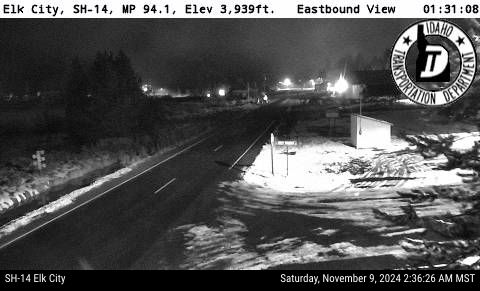 Elk City, SH-14, MP 94.1, Elev 3,939ft. Eastbound View 01:31:08
IDAHO
TRANSPORTATION DEPARTMENT
SH-14 Elk City Saturday, November 9, 2024 2:36:26 AM MST